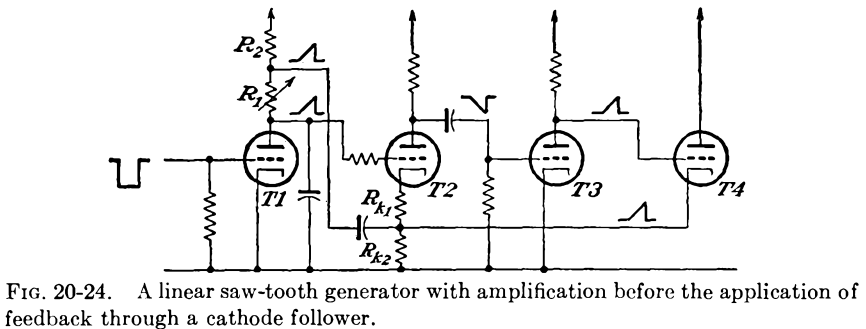 R2
R1
T1
T2
T3
T4
Rk1
Rk2
FIG. 20-24. A linear saw-tooth generator with amplification before the application of
feedback through a cathode follower.